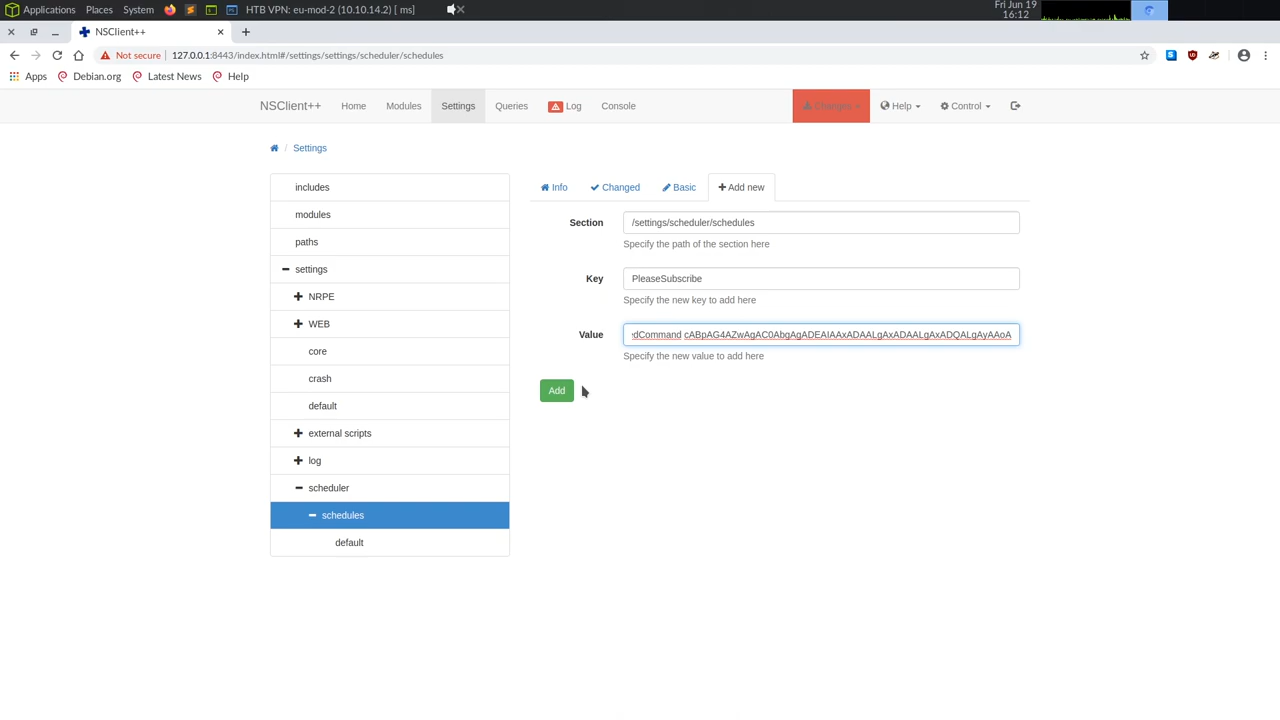 Applications Places System HTB VPN: eu-mod-2 (10.10.14.2) [ ms] Fri Jun 19
16:12
NSClient++
Not secure 127.0.0.1:8443/index.html#/settings/settings/scheduler/schedules
Apps Debian.org Latest News Help
NSClient++ Home Modules Settings Queries Log Console Changes Help Control
/ Settings
includes
modules
paths
settings
NRPE
WEB
core
crash
default
external scripts
log
scheduler
schedules
default
Info Changed Basic Add new
Section /settings/scheduler/schedules
Specify the path of the section here
Key PleaseSubscribe
Specify the new key to add here
Value edCommand cABpAG4AZwAgAC0AbgAgADEAIAAxADAALgAxADAALgAxADQALgAyAAoA
Specify the new value to add here
Add